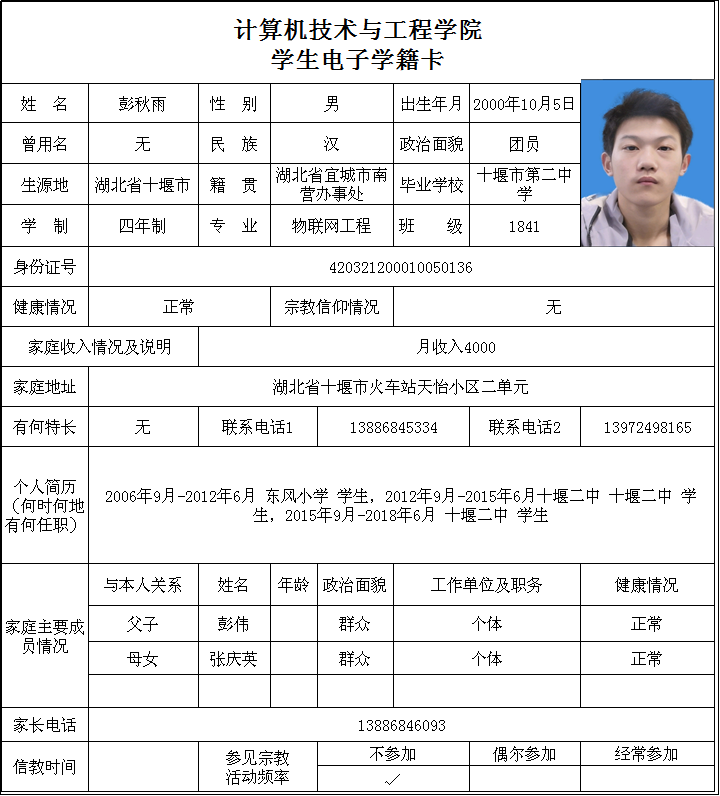 计算机技术与工程学院
学生电子学籍卡
姓 名 彭秋雨 性 别 男 出生年月 2000年10月5日
曾用名 无 民 族 汉 政治面貌 团员
生源地 湖北省十堰市 籍 贯 湖北省宜城市南营办事处 毕业学校 十堰市第二中学
学 制 四年制 专 业 物联网工程 班 级 1841
身份证号 420321200010050136
健康情况 正常 宗教信仰情况 无
家庭收入情况及说明 月收入4000
家庭地址 湖北省十堰市火车站天怡小区二单元
有何特长 无 联系电话1 13886845334 联系电话2 13972498165
个人简历
（何时何地
有何任职）
2006年9月-2012年6月 东风小学 学生，2012年9月-2015年6月十堰二中 十堰二中 学
生，2015年9月-2018年6月 十堰二中 学生
家庭主要成
员情况
与本人关系 姓名 年龄 政治面貌 工作单位及职务 健康情况
父子 彭伟 群众 个体 正常
母女 张庆英 群众 个体 正常
家长电话 13886846093
信教时间
参见宗教
活动频率
不参加 偶尔参加 经常参加
✓